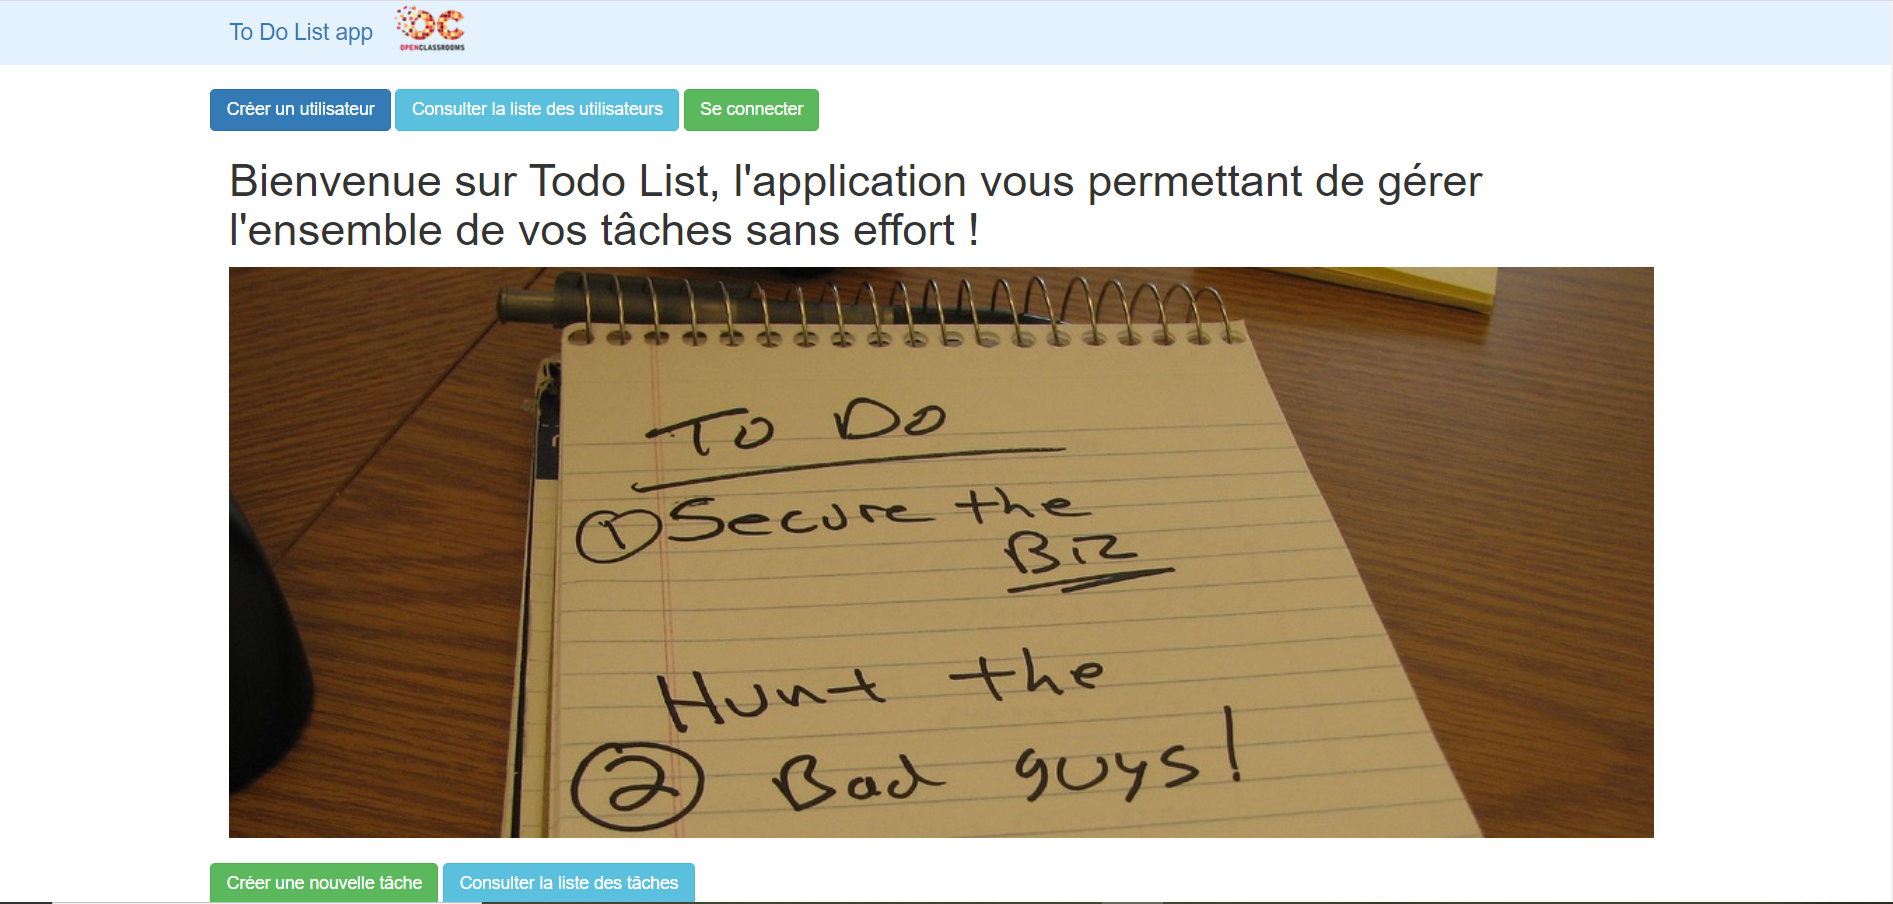 To Do List app
OC
OPENCLASSROOMS
Créer un utilisateur
Consulter la liste des utilisateurs
Se connecter
Bienvenue sur Todo List, l'application vous permettant de gérer
l'ensemble de vos tâches sans effort !
To Do
1 Secure the
Biz
Hunt the
2 Bad guys!
Créer une nouvelle tâche
Consulter la liste des tâches